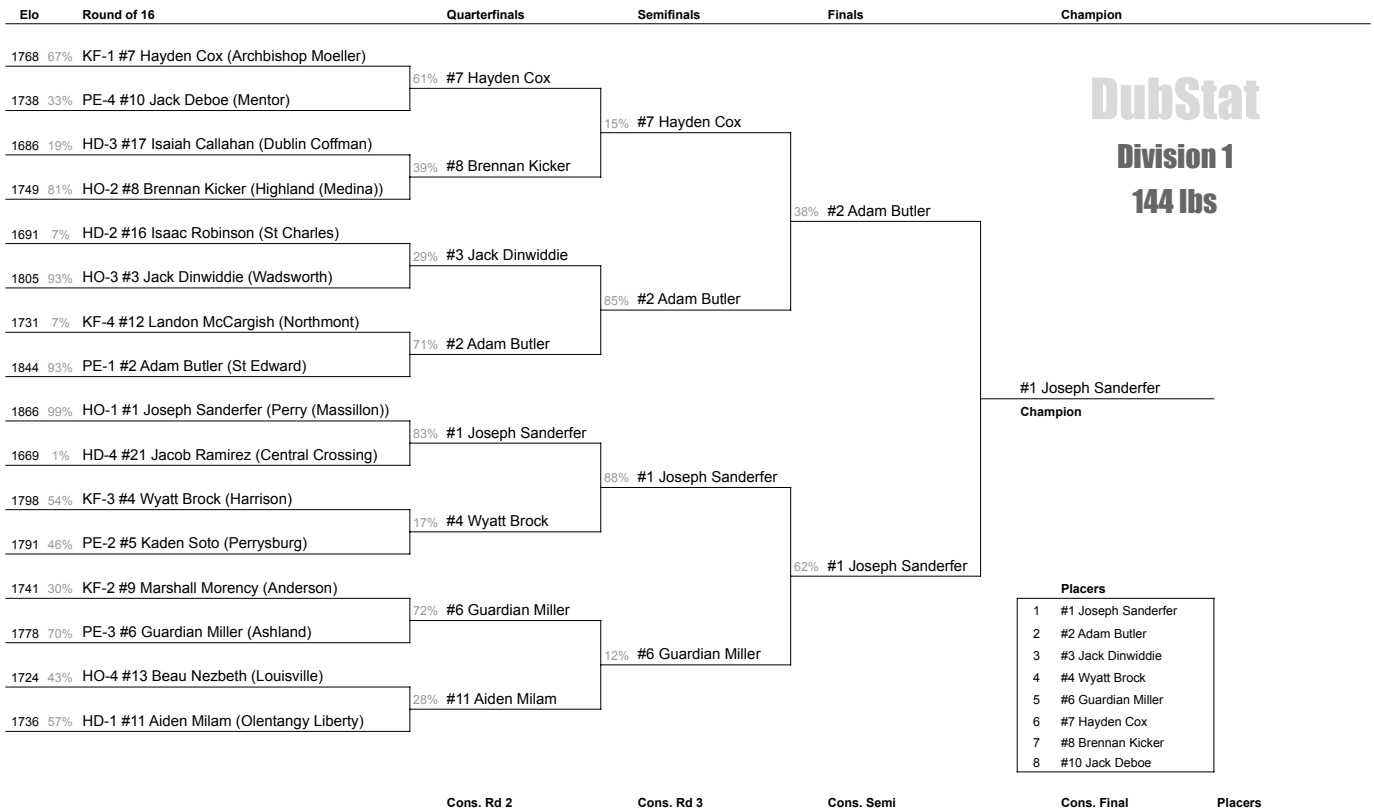 Elo Round of 16 Quarterfinals Semifinals Finals Champion
1768 67% KF-1 #7 Hayden Cox (Archbishop Moeller)
61% #7 Hayden Cox
1738 33% PE-4 #10 Jack Deboe (Mentor)
15% #7 Hayden Cox
1686 19% HD-3 #17 Isaiah Callahan (Dublin Coffman)
39% #8 Brennan Kicker
1749 81% HO-2 #8 Brennan Kicker (Highland (Medina))
38% #2 Adam Butler
1691 7% HD-2 #16 Isaac Robinson (St Charles)
29% #3 Jack Dinwiddie
1805 93% HO-3 #3 Jack Dinwiddie (Wadsworth)
85% #2 Adam Butler
1731 7% KF-4 #12 Landon McCargish (Northmont)
71% #2 Adam Butler
1844 93% PE-1 #2 Adam Butler (St Edward)
DubStat
Division 1
144 lbs
#1 Joseph Sanderfer
Champion
1866 99% HO-1 #1 Joseph Sanderfer (Perry (Massillon))
83% #1 Joseph Sanderfer
1669 1% HD-4 #21 Jacob Ramirez (Central Crossing)
88% #1 Joseph Sanderfer
1798 54% KF-3 #4 Wyatt Brock (Harrison)
17% #4 Wyatt Brock
1791 46% PE-2 #5 Kaden Soto (Perrysburg)
62% #1 Joseph Sanderfer
1741 30% KF-2 #9 Marshall Morency (Anderson)
72% #6 Guardian Miller
1778 70% PE-3 #6 Guardian Miller (Ashland)
12% #6 Guardian Miller
1724 43% HO-4 #13 Beau Nezbeth (Louisville)
28% #11 Aiden Milam
1736 57% HD-1 #11 Aiden Milam (Olentangy Liberty)
Placers
1 #1 Joseph Sanderfer
2 #2 Adam Butler
3 #3 Jack Dinwiddie
4 #4 Wyatt Brock
5 #6 Guardian Miller
6 #7 Hayden Cox
7 #8 Brennan Kicker
8 #10 Jack Deboe
Cons. Rd 2 Cons. Rd 3 Cons. Semi Cons. Final Placers